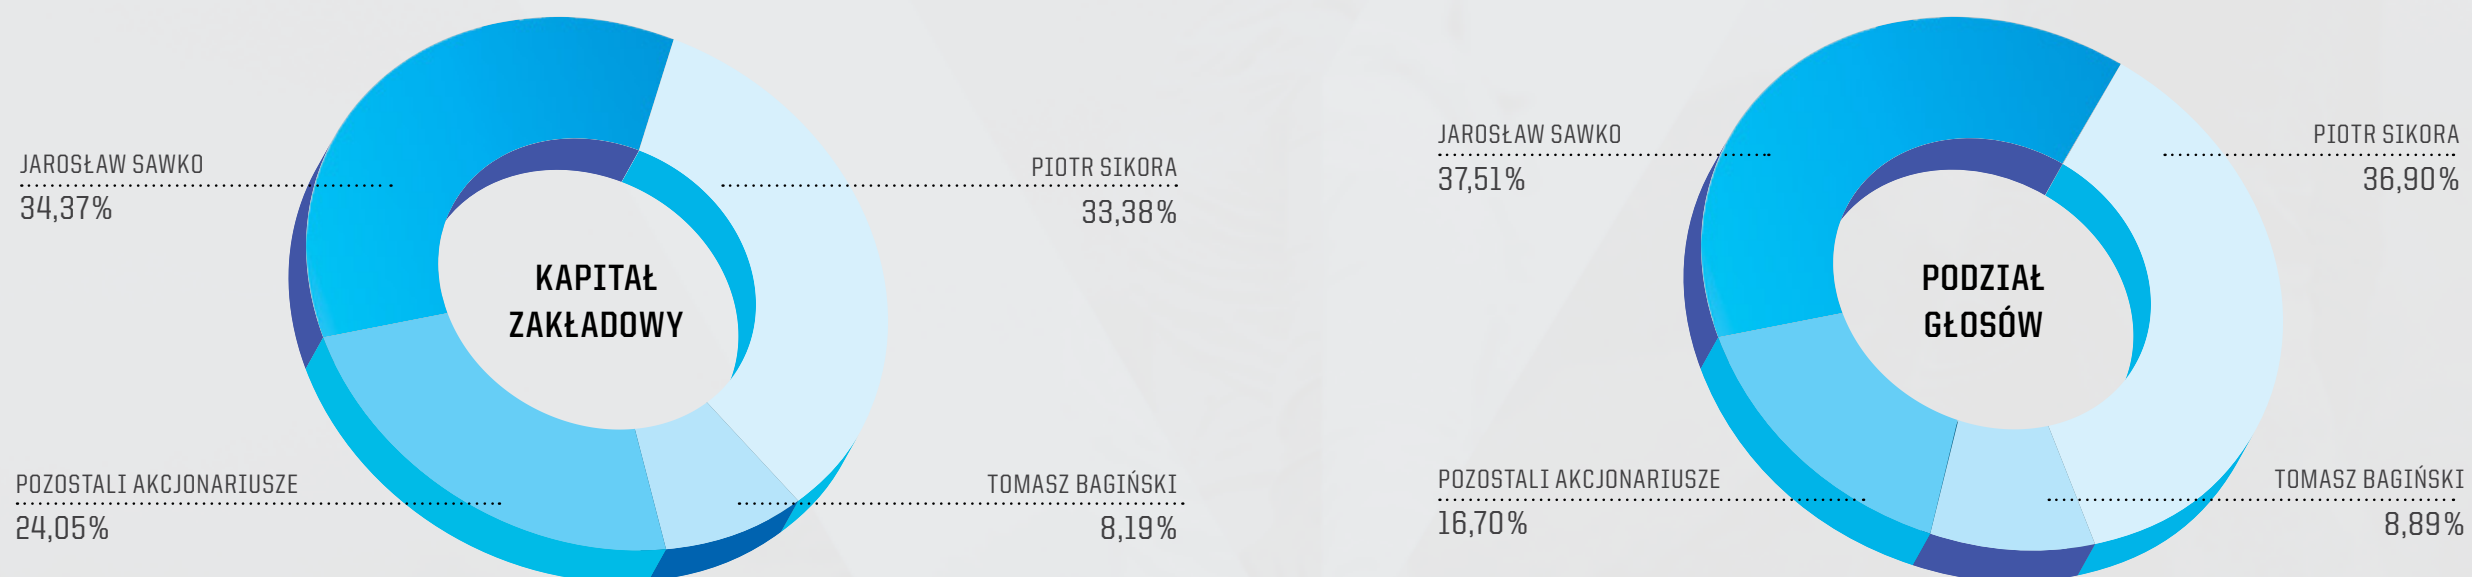 JAROSŁAW SAWKO
34,37%
PIOTR SIKORA
33,38%
KAPITAŁ
ZAKŁADOWY
POZOSTALI AKCJONARIUSZE
24,05%
TOMASZ BAGIŃSKI
8,19%
JAROSŁAW SAWKO
37,51%
PIOTR SIKORA
36,90%
PODZIAŁ
GŁOSÓW
POZOSTALI AKCJONARIUSZE
16,70%
TOMASZ BAGIŃSKI
8,89%